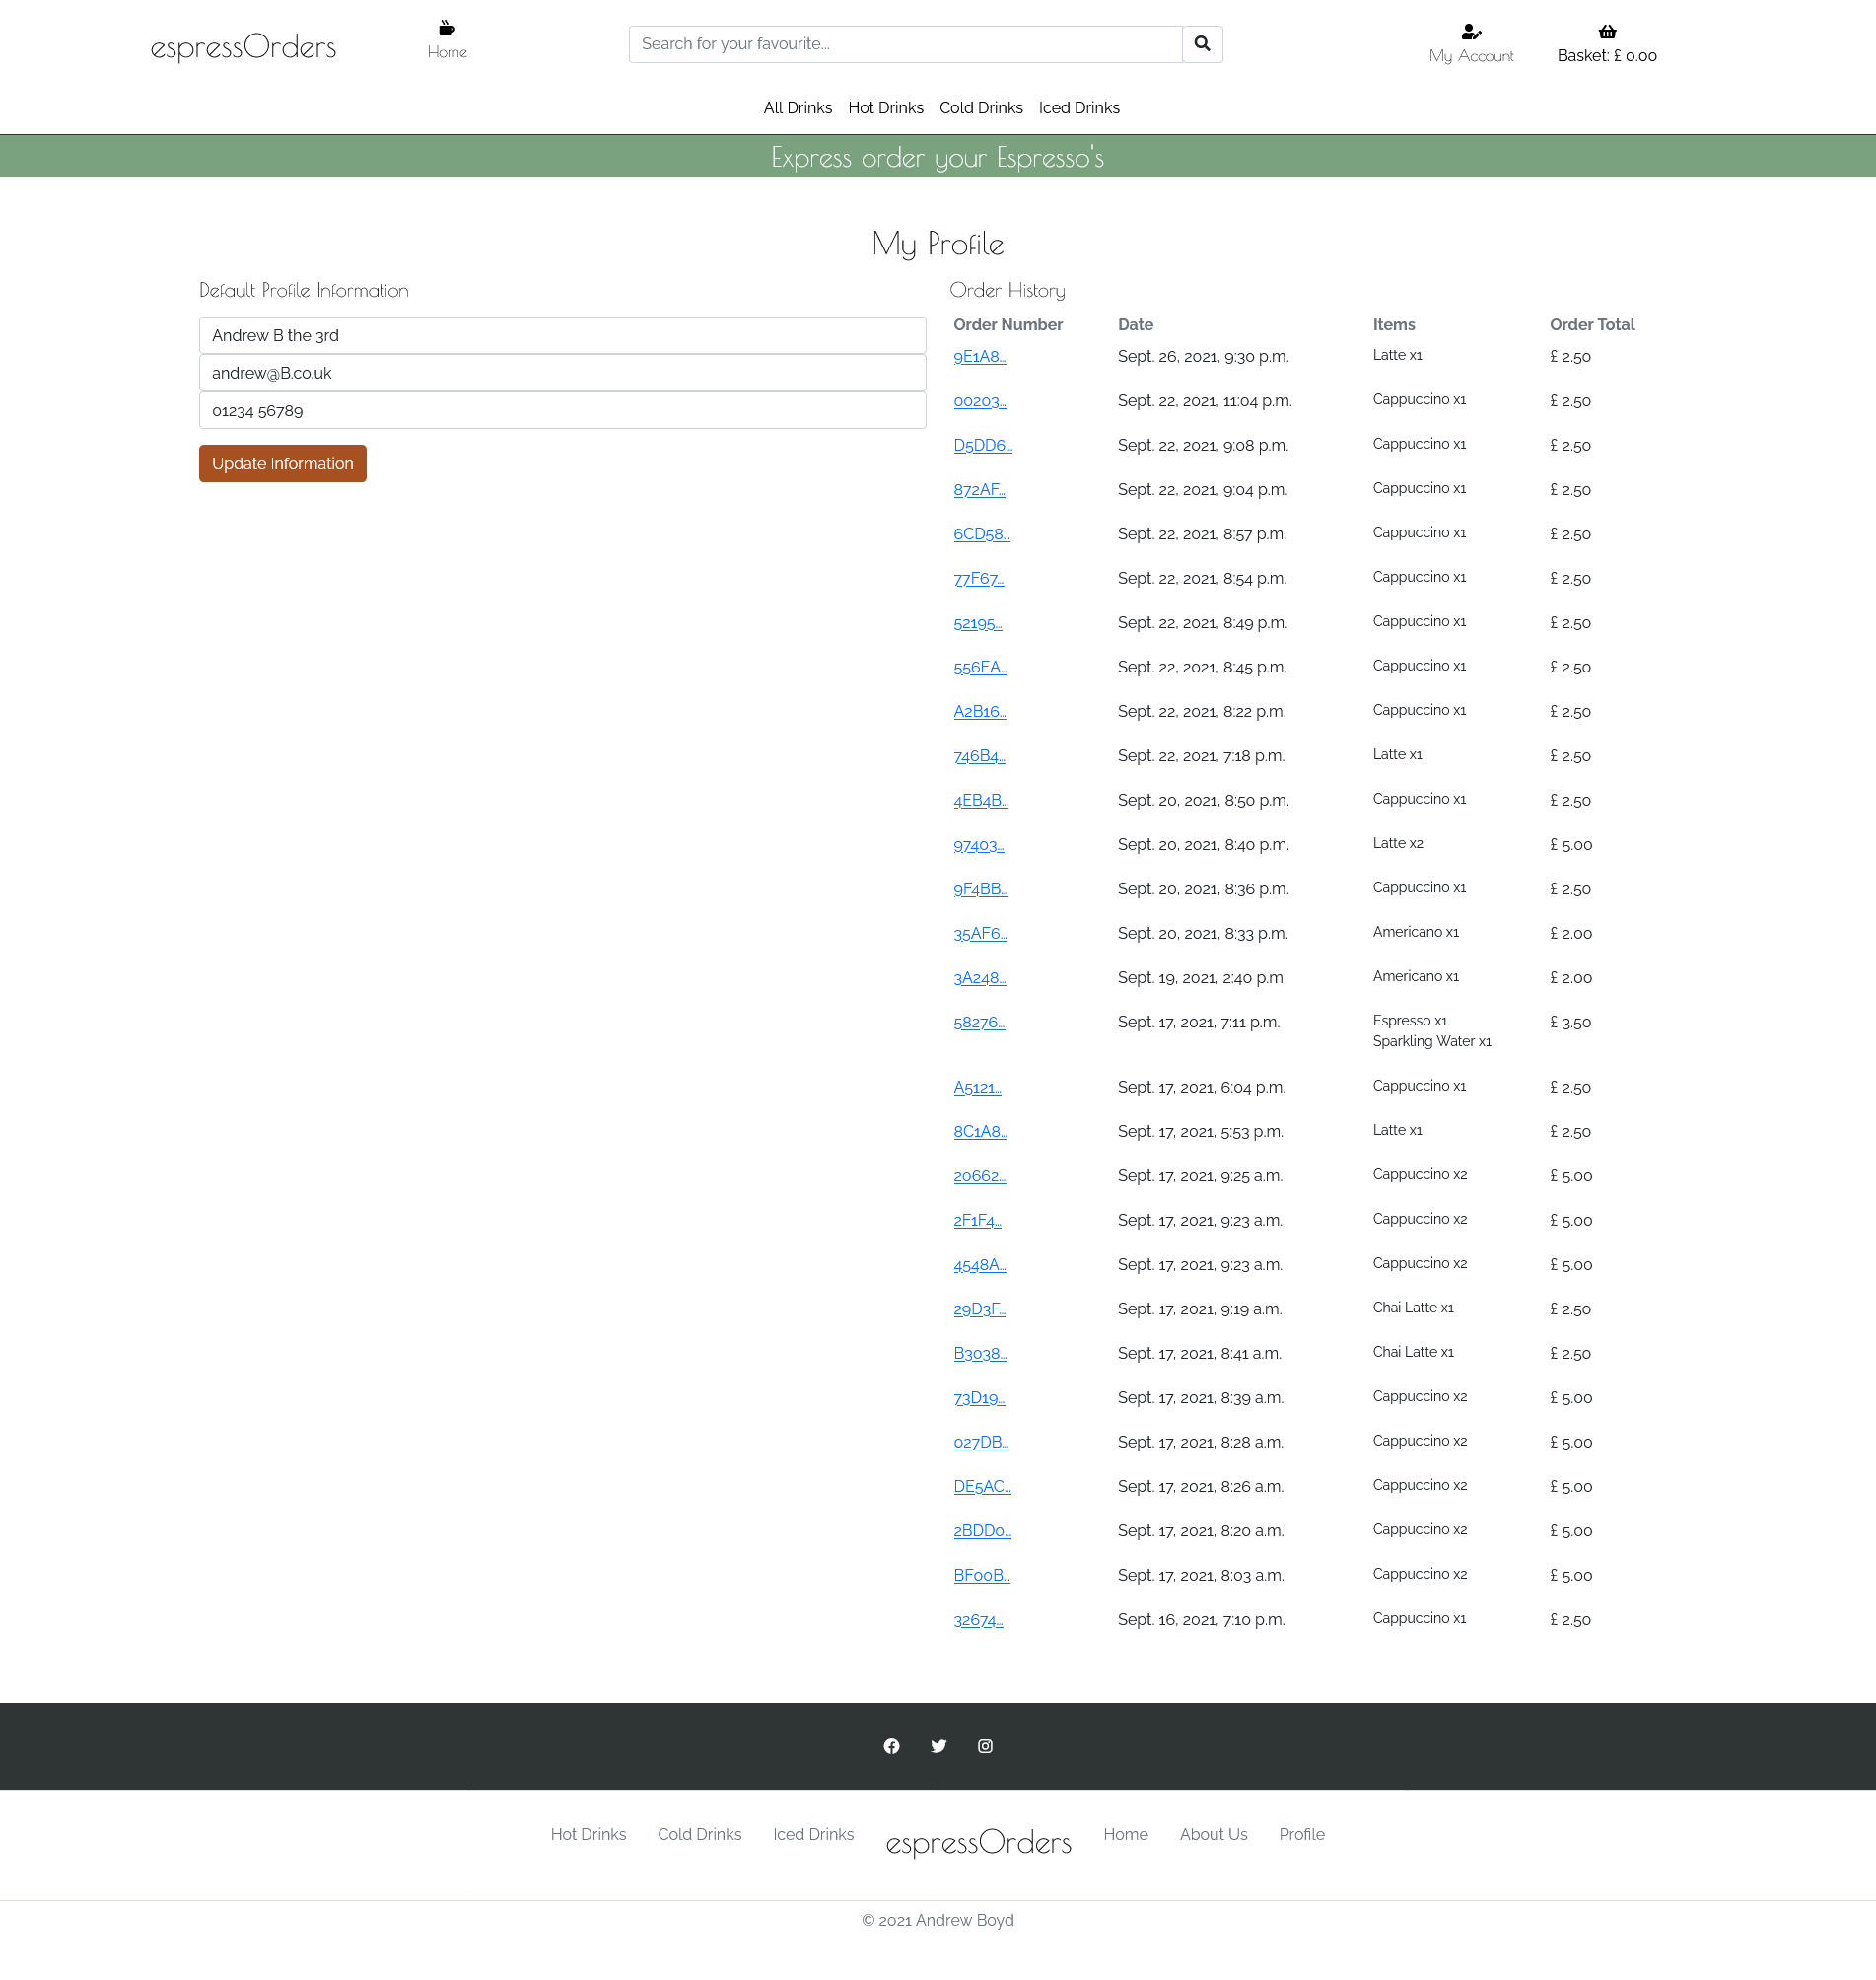 espressOrders
Home
Search for your favourite...
My Account
Basket: £ 0.00
All Drinks Hot Drinks Cold Drinks Iced Drinks
Express order your Espresso's
My Profile
Default Profile Information
Andrew B the 3rd
andrew@B.co.uk
01234 56789
Update Information
Order History
Order Number Date Items Order Total
9E1A8... Sept. 26, 2021, 9:30 p.m. Latte x1 £ 2.50
00203... Sept. 22, 2021, 11:04 p.m. Cappuccino x1 £ 2.50
D5DD6... Sept. 22, 2021, 9:08 p.m. Cappuccino x1 £ 2.50
872AF... Sept. 22, 2021, 9:04 p.m. Cappuccino x1 £ 2.50
6CD58... Sept. 22, 2021, 8:57 p.m. Cappuccino x1 £ 2.50
77F67... Sept. 22, 2021, 8:54 p.m. Cappuccino x1 £ 2.50
52195... Sept. 22, 2021, 8:49 p.m. Cappuccino x1 £ 2.50
556EA... Sept. 22, 2021, 8:45 p.m. Cappuccino x1 £ 2.50
A2B16... Sept. 22, 2021, 8:22 p.m. Cappuccino x1 £ 2.50
746B4... Sept. 22, 2021, 7:18 p.m. Latte x1 £ 2.50
4EB4B... Sept. 20, 2021, 8:50 p.m. Cappuccino x1 £ 2.50
97403... Sept. 20, 2021, 8:40 p.m. Latte x2 £ 5.00
9F4BB... Sept. 20, 2021, 8:36 p.m. Cappuccino x1 £ 2.50
35AF6... Sept. 20, 2021, 8:33 p.m. Americano x1 £ 2.00
3A248... Sept. 19, 2021, 2:40 p.m. Americano x1 £ 2.00
58276... Sept. 17, 2021, 7:11 p.m. Espresso x1 £ 3.50
Sparkling Water x1
A5121... Sept. 17, 2021, 6:04 p.m. Cappuccino x1 £ 2.50
8C1A8... Sept. 17, 2021, 5:53 p.m. Latte x1 £ 2.50
20662... Sept. 17, 2021, 9:25 a.m. Cappuccino x2 £ 5.00
2F1F4... Sept. 17, 2021, 9:23 a.m. Cappuccino x2 £ 5.00
4548A... Sept. 17, 2021, 9:23 a.m. Cappuccino x2 £ 5.00
29D3F... Sept. 17, 2021, 9:19 a.m. Chai Latte x1 £ 2.50
B3038... Sept. 17, 2021, 8:41 a.m. Chai Latte x1 £ 2.50
73D19... Sept. 17, 2021, 8:39 a.m. Cappuccino x2 £ 5.00
027DB... Sept. 17, 2021, 8:28 a.m. Cappuccino x2 £ 5.00
DE5AC... Sept. 17, 2021, 8:26 a.m. Cappuccino x2 £ 5.00
2BDD0... Sept. 17, 2021, 8:20 a.m. Cappuccino x2 £ 5.00
BF00B... Sept. 17, 2021, 8:03 a.m. Cappuccino x2 £ 5.00
32674... Sept. 16, 2021, 7:10 p.m. Cappuccino x1 £ 2.50
Hot Drinks Cold Drinks Iced Drinks espressOrders Home About Us Profile
© 2021 Andrew Boyd